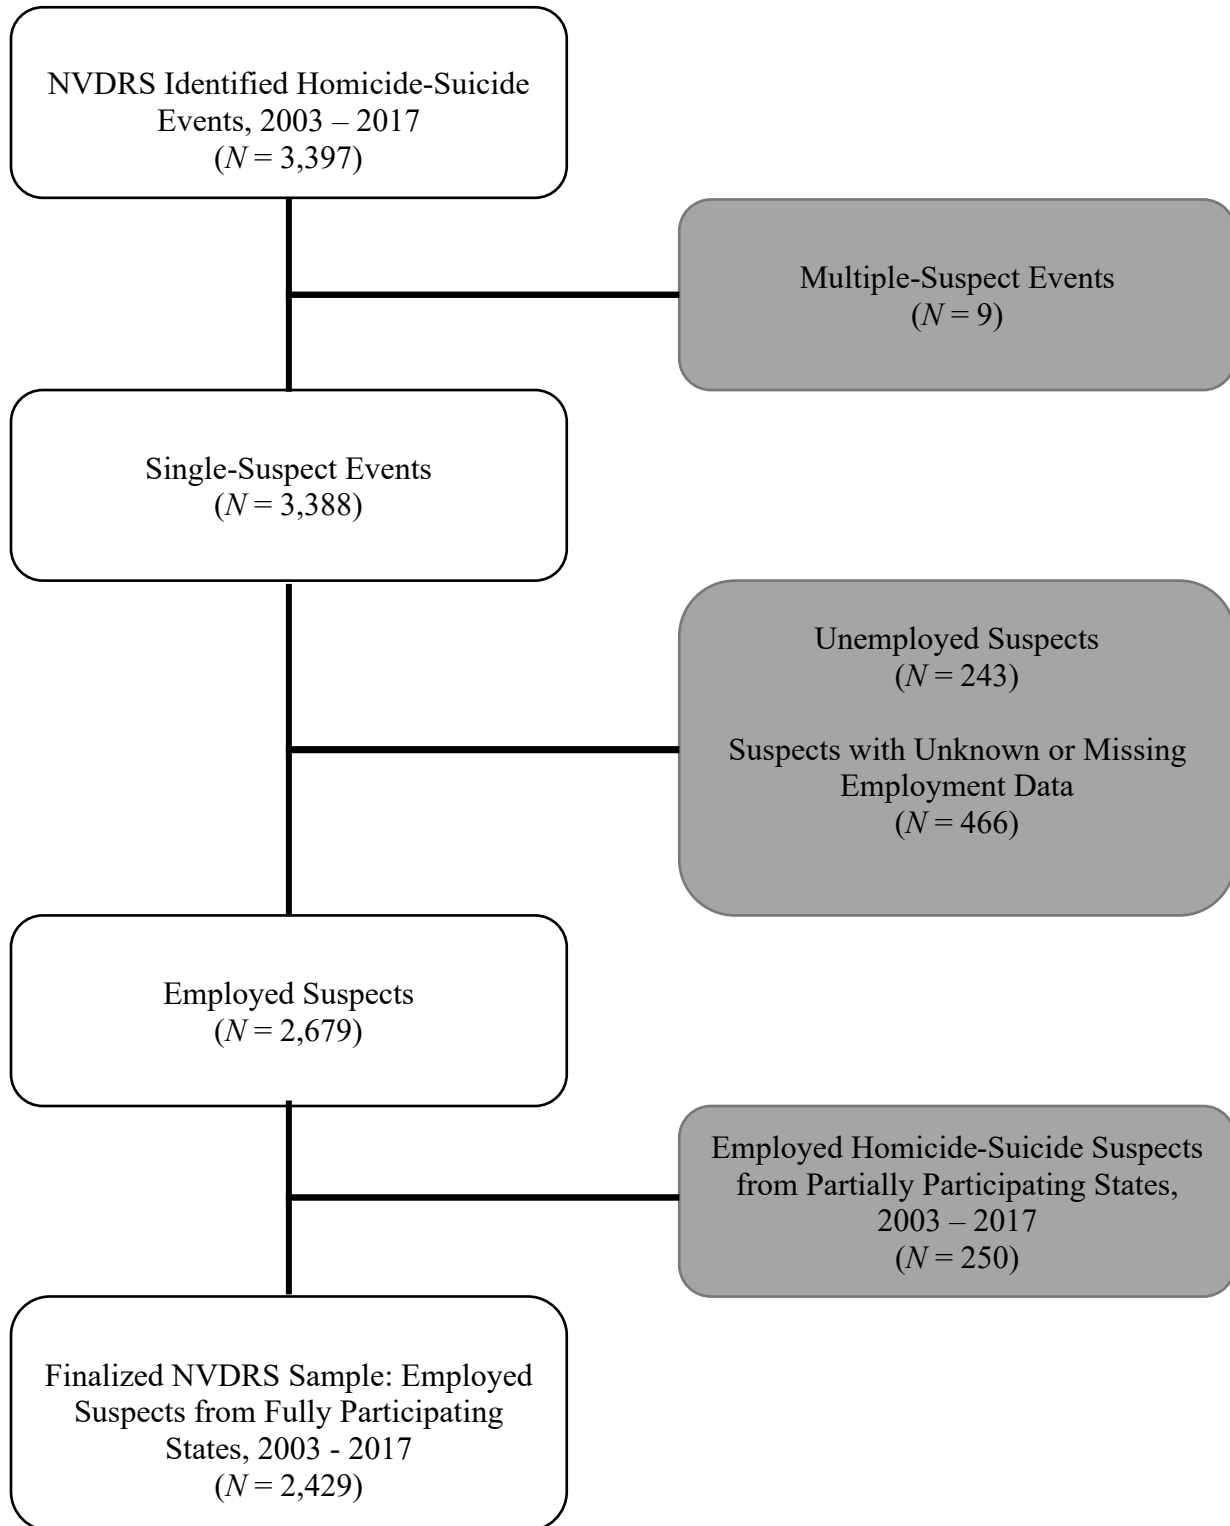 NVDRS Identified Homicide-Suicide
Events, 2003 – 2017
(N = 3,397)
Multiple-Suspect Events
(N = 9)
Single-Suspect Events
(N = 3,388)
Unemployed Suspects
(N = 243)
Suspects with Unknown or Missing
Employment Data
(N = 466)
Employed Suspects
(N = 2,679)
Employed Homicide-Suicide Suspects
from Partially Participating States,
2003 – 2017
(N = 250)
Finalized NVDRS Sample: Employed
Suspects from Fully Participating
States, 2003 - 2017
(N = 2,429)